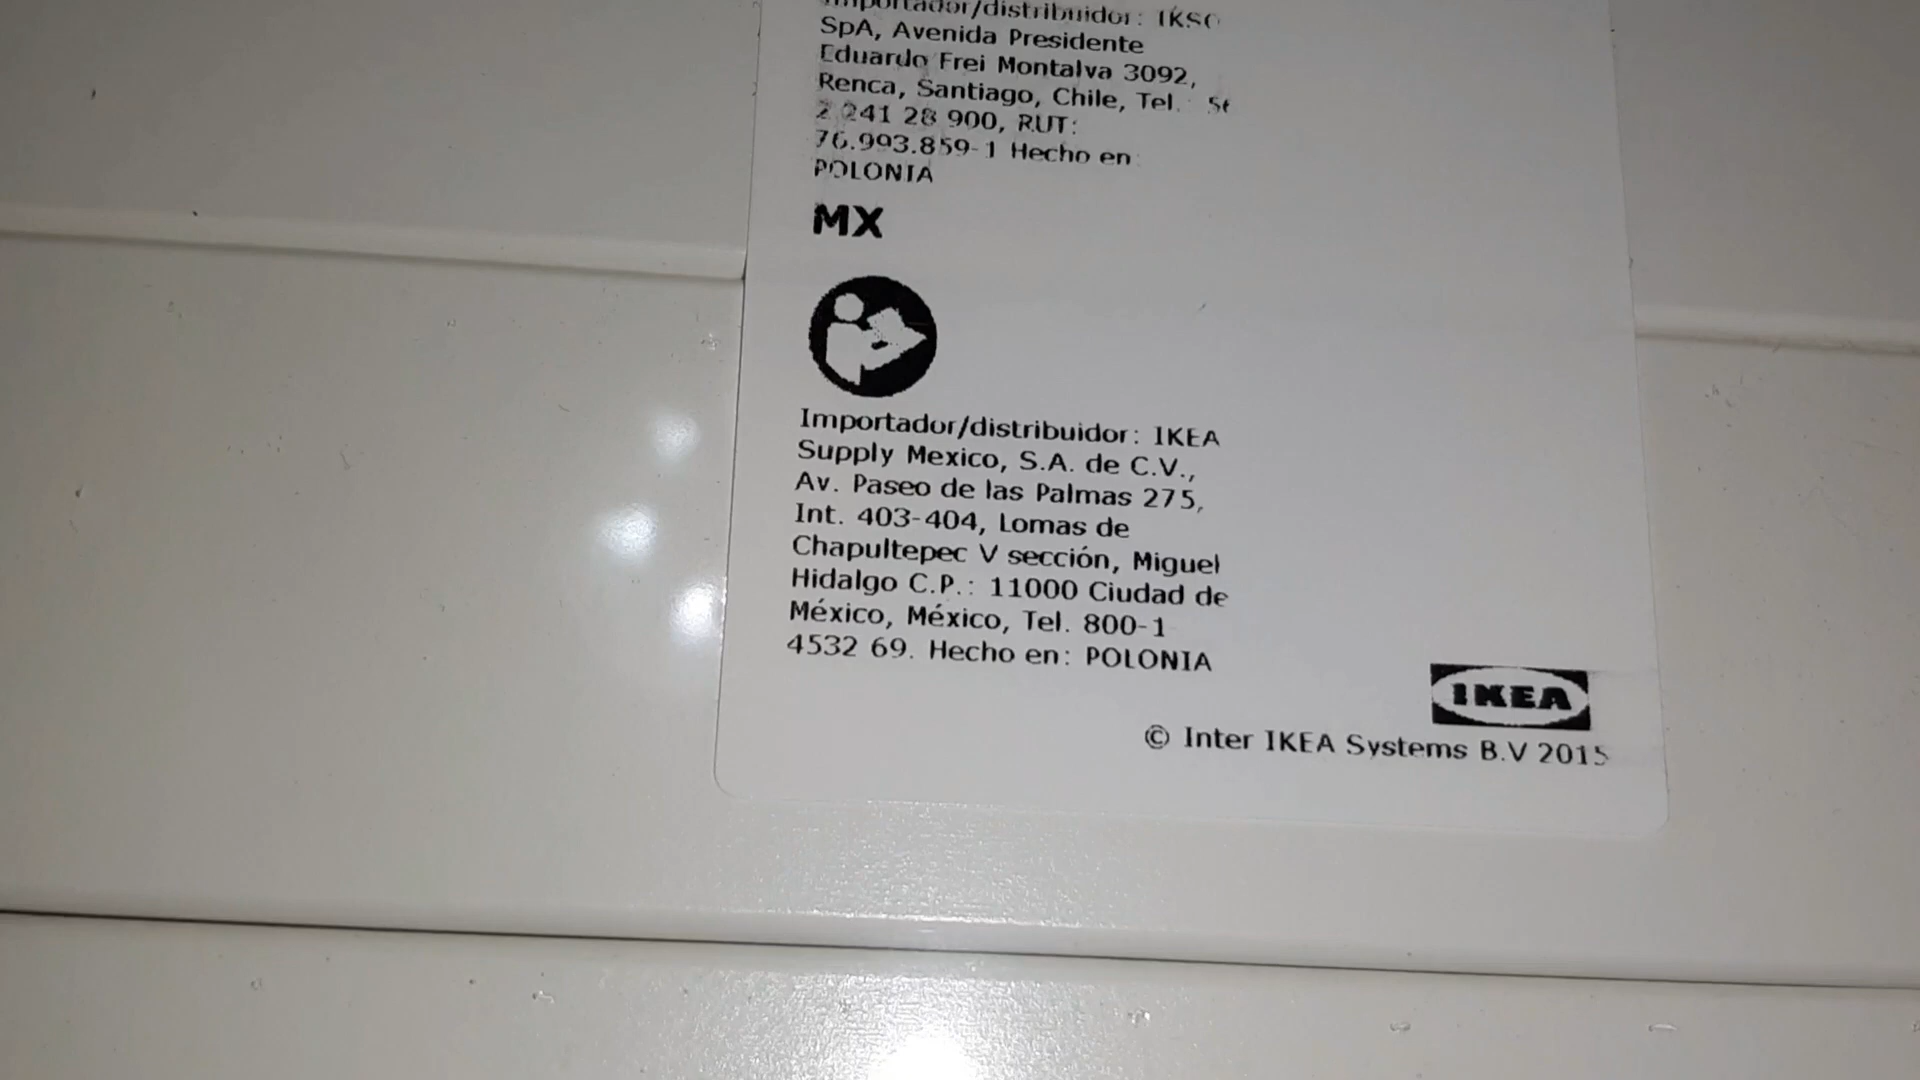 Importador/distribuidor: IKSO
SpA, Avenida Presidente
Eduardo Frei Montalva 3092,
Renca, Santiago, Chile, Tel.
2 241 28 900, RUT:
76.993.859-1 Hecho en:
POLONIA
MX
Importador/distribuidor: IKEA
Supply Mexico, S.A. de C.V.,
Av. Paseo de las Palmas 275,
Int. 403-404, Lomas de
Chapultepec V sección, Miguel
Hidalgo C.P.: 11000 Ciudad de
México, México, Tel. 800-1
4532 69. Hecho en: POLONIA
IKEA
© Inter IKEA Systems B.V 2015